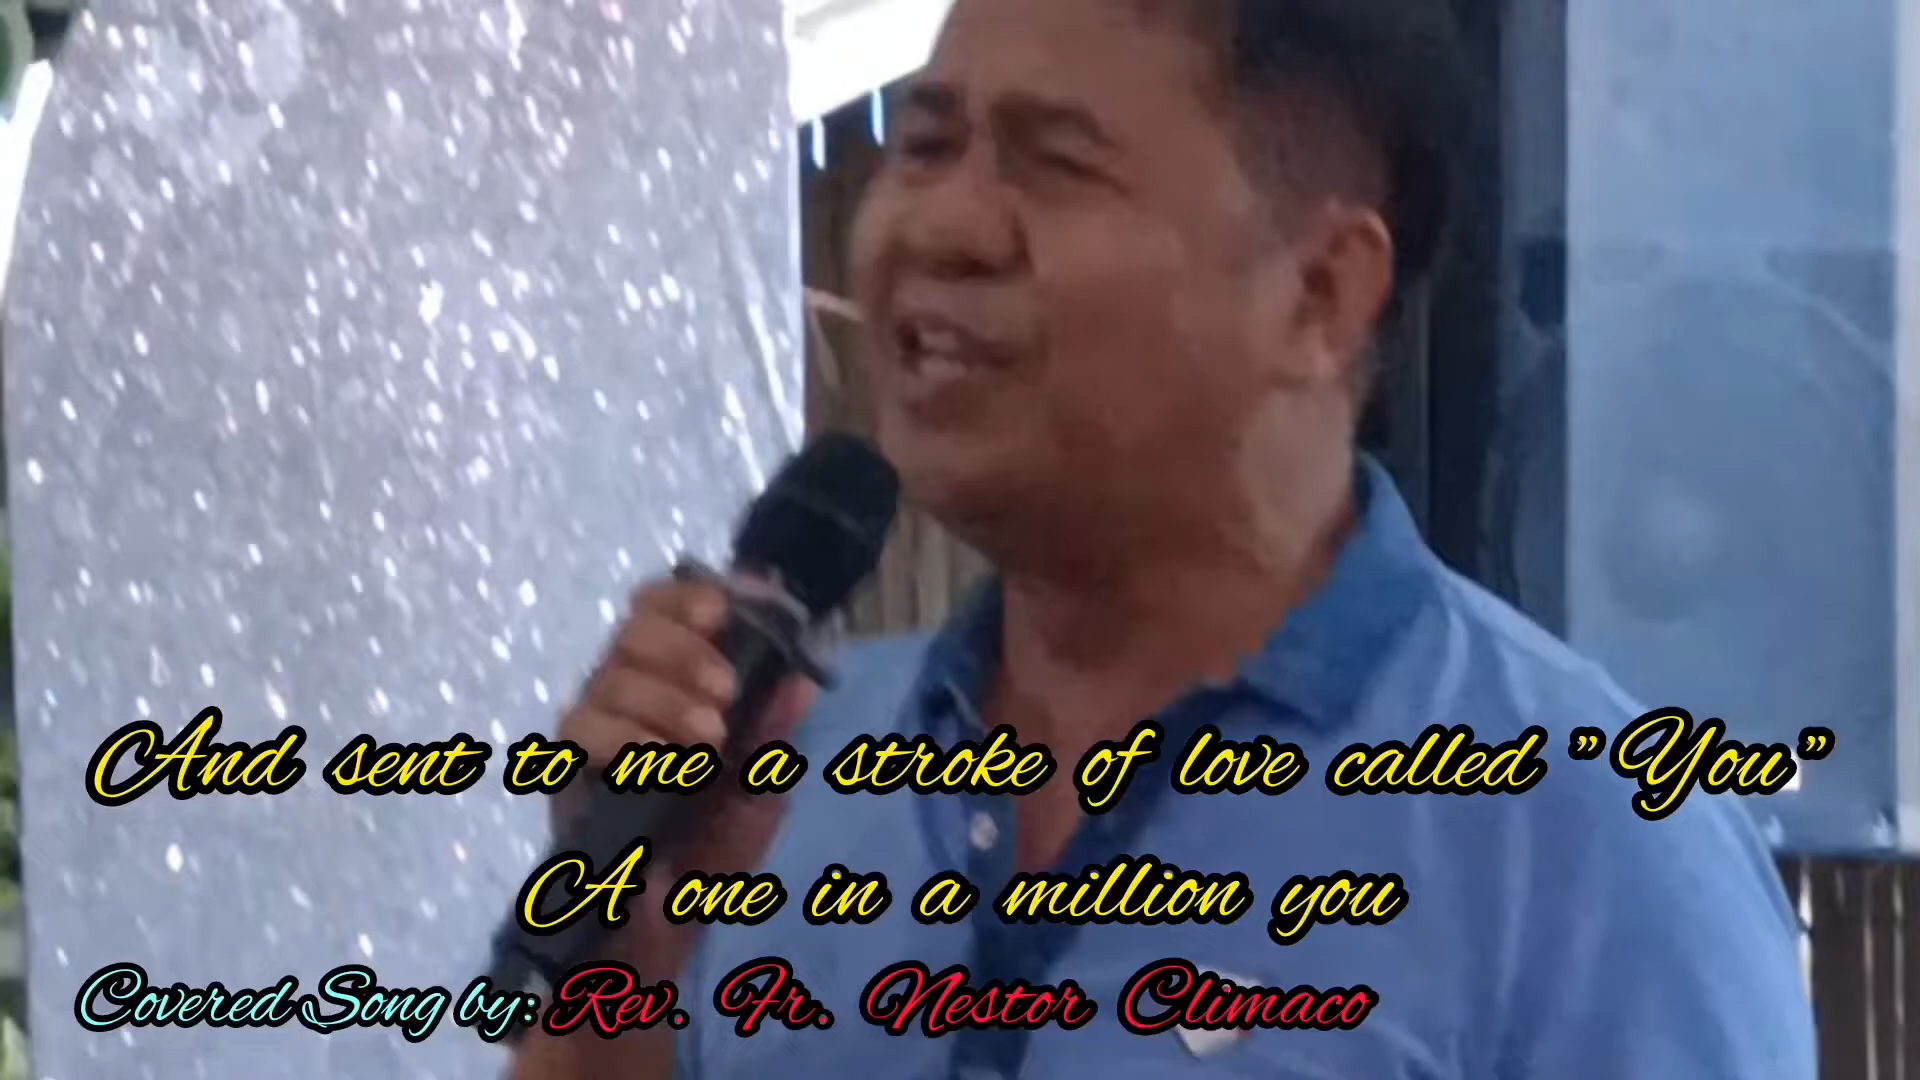 And sent to me a stroke of love called "You"
A one in a million you
Covered Song by: Rev. Fr. Nestor Climaco